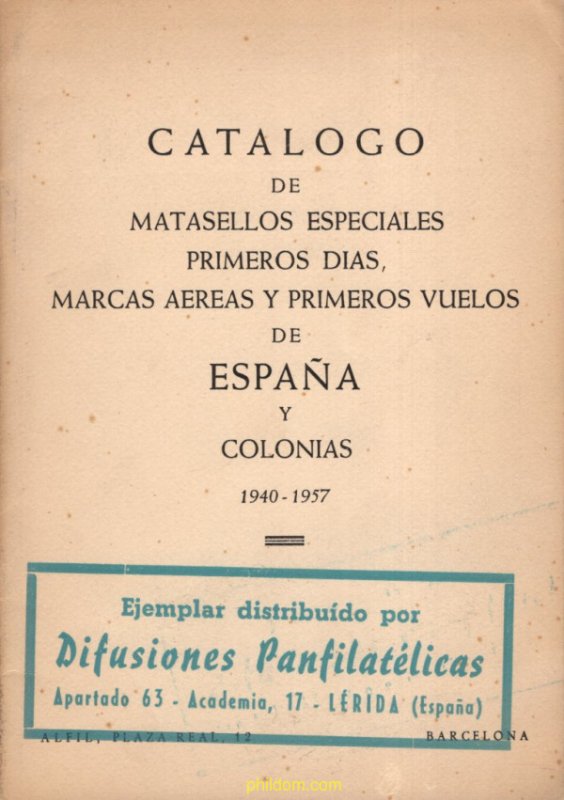 CATALOGO
DE
MATASELLOS ESPECIALES
PRIMEROS DIAS,
MARCAS AEREAS Y PRIMEROS VUELOS
DE
ESPAÑA
Y
COLONIAS
1940 - 1957
Ejemplar distribuído por
Difusiones Panfilatélicas
Apartado 63 - Academia, 17 - LÉRIDA (España)
ALFIL, PLAZA REAL, 12 BARCELONA
phildom.com